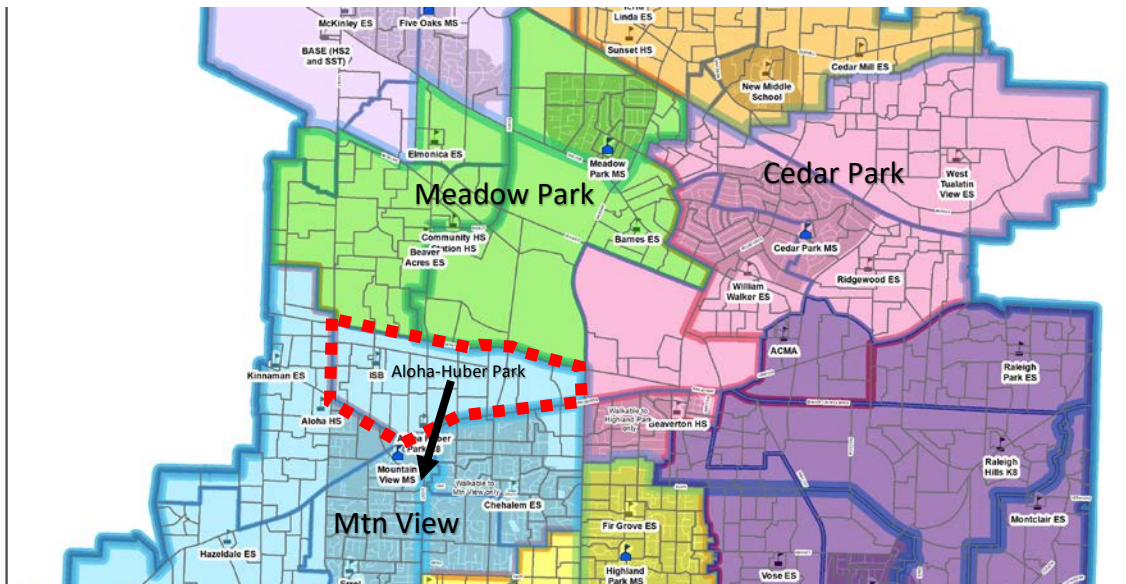 McKinley ES
Five Oaks MS
Linda ES
Sunset HS
BASE (HS2
and SST)
Cedar Mill ES
New Middle
School
Elmonica ES
Meadow
Park MS
Meadow Park
Cedar Park
West
Tualatin
View ES
Community HS
Station HS
Beaver
Acres ES
Barnes ES
Cedar Park MS
William
Walker ES
Ridgewood ES
ACMA
Kinnaman ES
ISB
Aloha-Huber Park
Raleigh
Park ES
Aloha HS
Walkable to
Highland Park
only
Beaverton HS
Huber
Mountain
View MS
Walkable to
Mtn View only
Chehalem ES
Raleigh
Hills K8
Mtn View
Fir Grove ES
Montclair ES
Hazeldale ES
Highland
Park MS
Vose ES